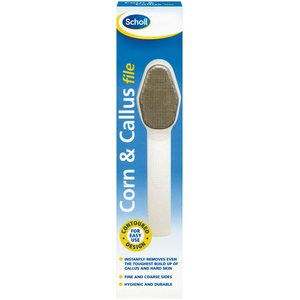 Scholl
Corn & Callus file
CONTOURED
FOR EASY USE
DESIGN
• INSTANTLY REMOVES EVEN
THE TOUGHEST BUILD UP OF
CALLUS AND HARD SKIN
• FINE AND COARSE SIDES
• HYGIENIC AND DURABLE